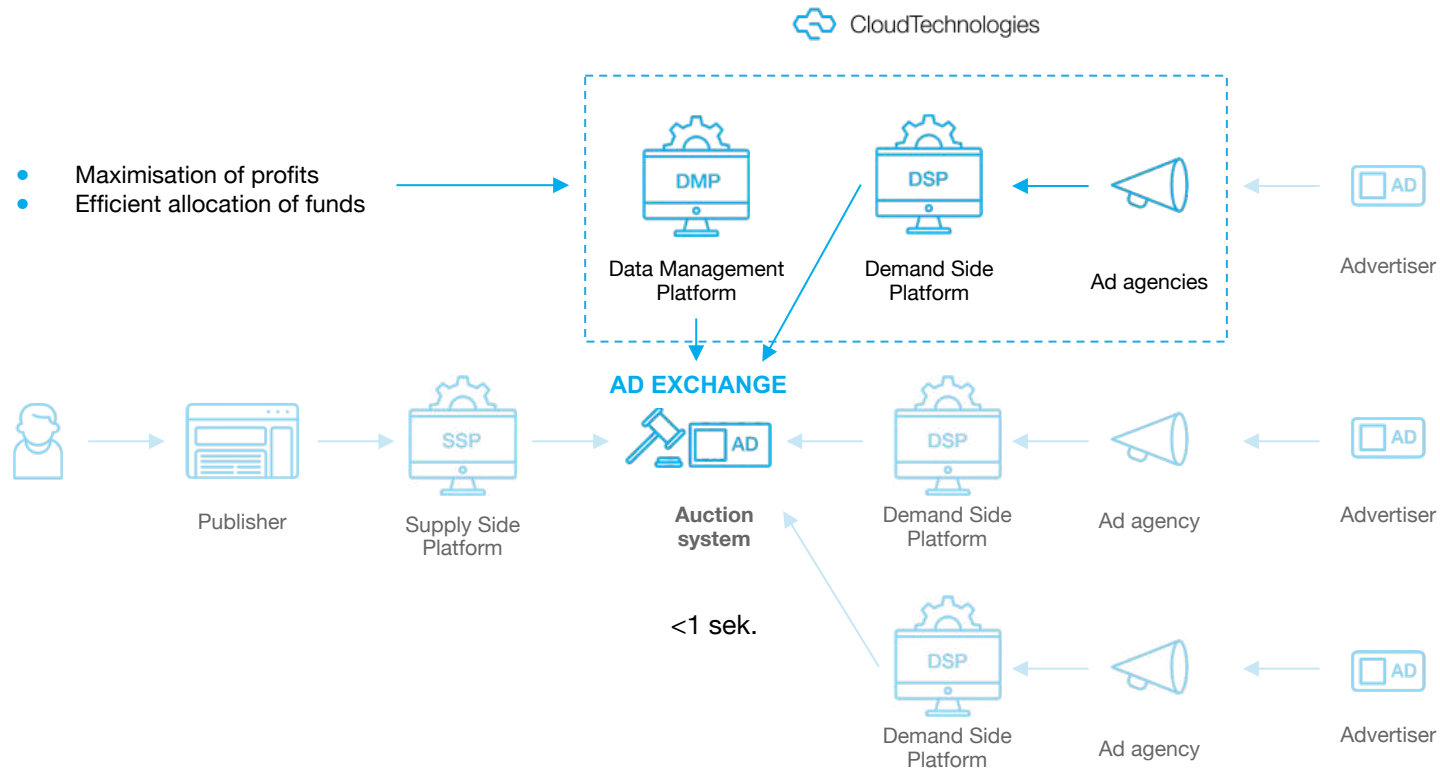 CloudTechnologies
• Maximisation of profits
• Efficient allocation of funds
DMP
DSP
AD
Data Management
Platform
Demand Side
Platform
Ad agencies
Advertiser
AD EXCHANGE
SSP
AD
DSP
AD
Publisher
Supply Side
Platform
Auction
system
Demand Side
Platform
Ad agency
Advertiser
<1 sek.
DSP
AD
Demand Side
Platform
Ad agency
Advertiser